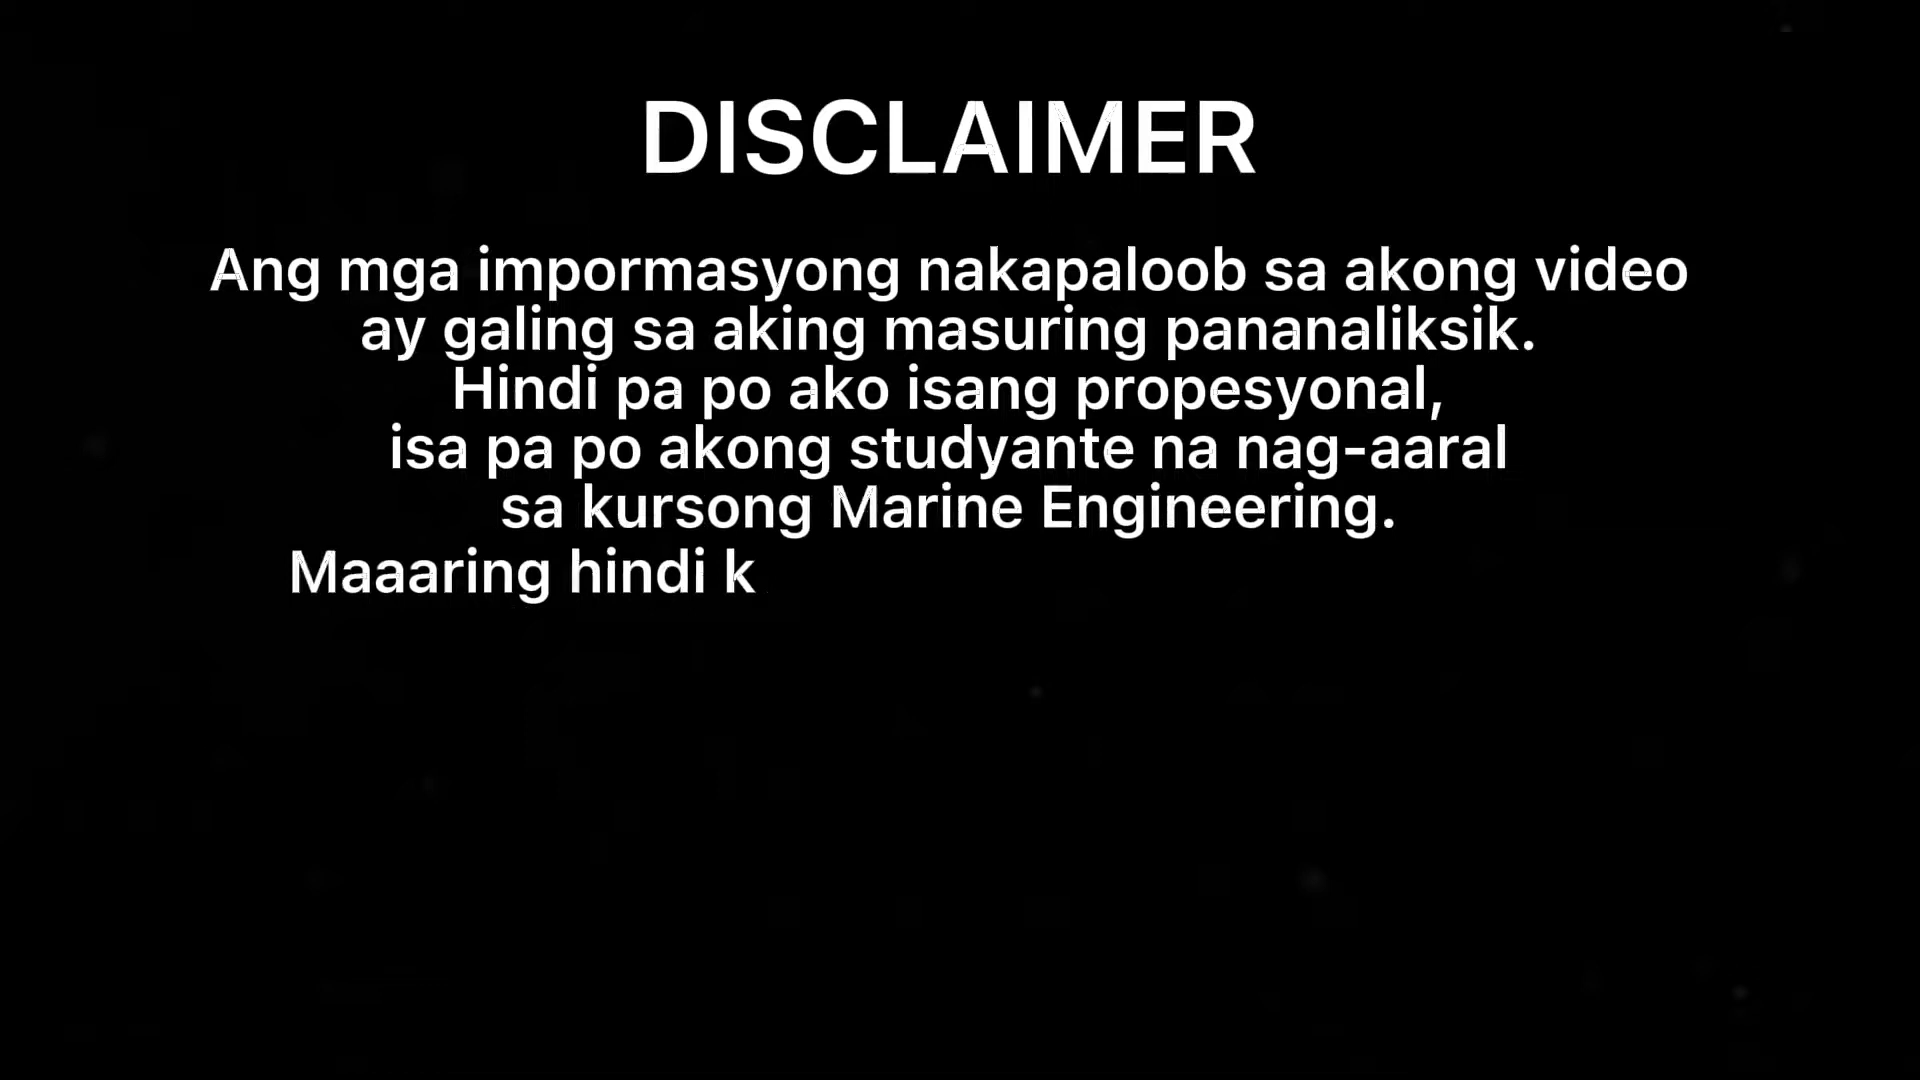 DISCLAIMER
Ang mga impormasyong nakapaloob sa akong video
ay galing sa aking masuring pananaliksik.
Hindi pa po ako isang propesyonal,
isa pa po akong studyante na nag-aaral
sa kursong Marine Engineering.
Maaaring hindi k